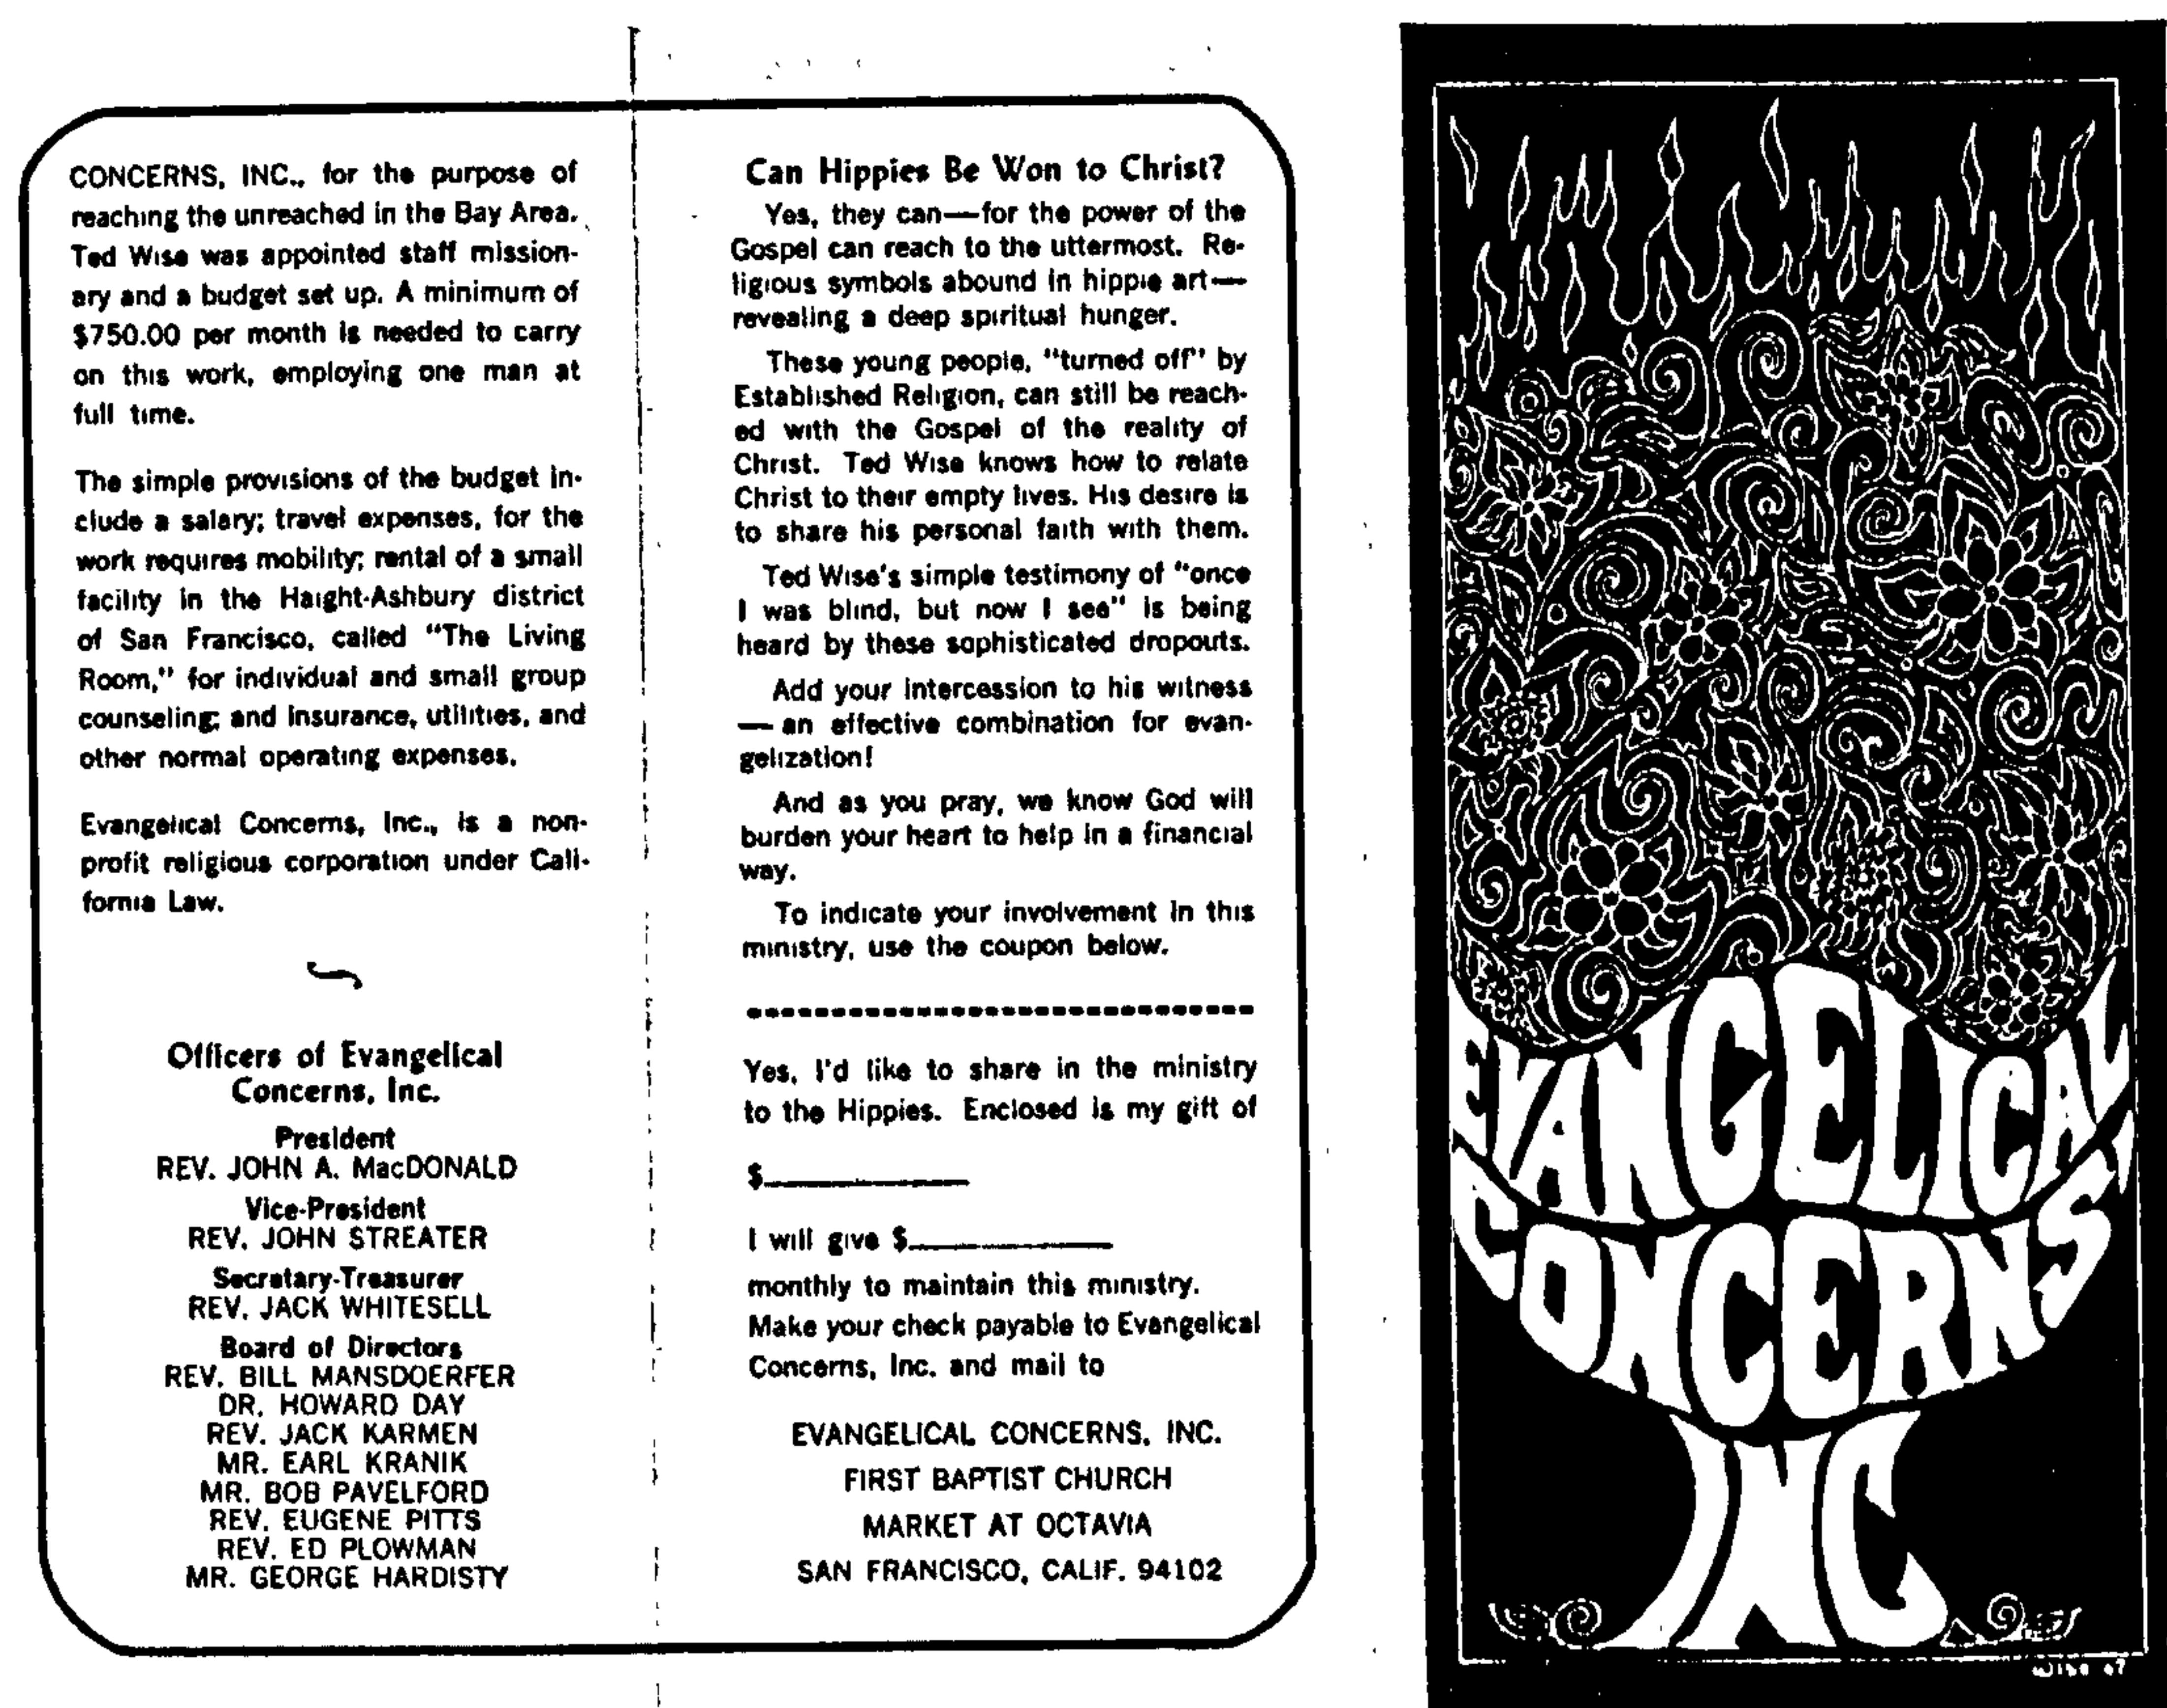 CONCERNS, INC., for the purpose of
reaching the unreached in the Bay Area.
Ted Wise was appointed staff mission-
ary and a budget set up. A minimum of
$750.00 per month is needed to carry
on this work, employing one man at
full time.
The simple provisions of the budget in-
clude a salary; travel expenses, for the
work requires mobility; rental of a small
facility in the Haight-Ashbury district
of San Francisco, called "The Living
Room," for individual and small group
counseling; and insurance, utilities, and
other normal operating expenses.
Evangelical Concerns, Inc., is a non-
profit religious corporation under Cali-
fornia Law.
Officers of Evangelical
Concerns, Inc.
President
REV. JOHN A. MacDONALD
Vice-President
REV. JOHN STREATER
Secretary-Treasurer
REV. JACK WHITESELL
Board of Directors
REV. BILL MANSDOERFER
DR. HOWARD DAY
REV. JACK KARMEN
MR. EARL KRANIK
MR. BOB PAVELFORD
REV. EUGENE PITTS
REV. ED PLOWMAN
MR. GEORGE HARDISTY
Can Hippies Be Won to Christ?
Yes, they can—for the power of the
Gospel can reach to the uttermost. Re-
ligious symbols abound in hippie art—
revealing a deep spiritual hunger.
These young people, "turned off" by
Established Religion, can still be reach-
ed with the Gospel of the reality of
Christ. Ted Wise knows how to relate
Christ to their empty lives. His desire is
to share his personal faith with them.
Ted Wise's simple testimony of "once
I was blind, but now I see" is being
heard by these sophisticated dropouts.
Add your intercession to his witness
— an effective combination for evan-
gelization!
And as you pray, we know God will
burden your heart to help in a financial
way.
To indicate your involvement in this
ministry, use the coupon below.
Yes, I'd like to share in the ministry
to the Hippies. Enclosed is my gift of
$
I will give $
monthly to maintain this ministry.
Make your check payable to Evangelical
Concerns, Inc. and mail to
EVANGELICAL CONCERNS, INC.
FIRST BAPTIST CHURCH
MARKET AT OCTAVIA
SAN FRANCISCO, CALIF. 94102
EVANGELICAL
CONCERNS
INC
Wise 67